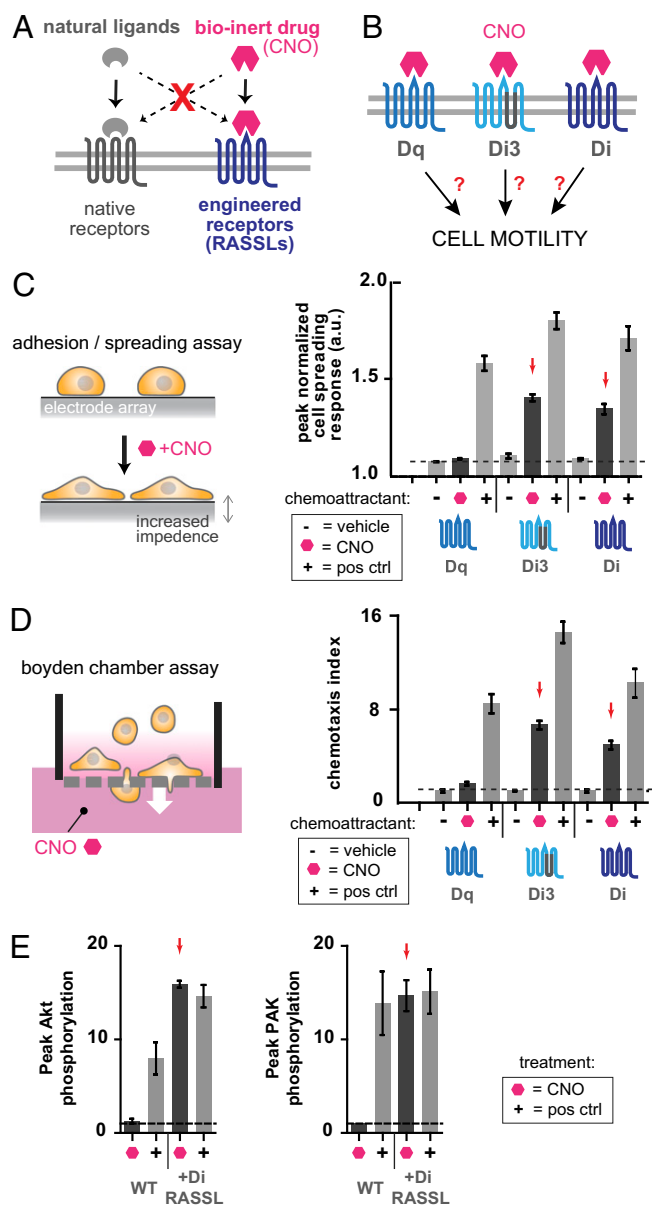 A
natural ligands
bio-inert drug
(CNO)
X
native
receptors
engineered
receptors
(RASSLs)
B
CNO
Dq
Di3
Di
?
?
?
CELL MOTILITY
C
adhesion / spreading assay
electrode array
+CNO
increased
impedence
peak normalized
cell spreading
response (a.u.)
2.0
1.5
1.0
chemoattractant:
-
+
-
+
-
+
- = vehicle
= CNO
+ = pos ctrl
Dq
Di3
Di
D
boyden chamber assay
CNO
chemotaxis index
16
8
0
chemoattractant:
-
+
-
+
-
+
- = vehicle
= CNO
+ = pos ctrl
Dq
Di3
Di
E
Peak Akt
phosphorylation
20
10
0
+
+
WT
+Di
RASSL
Peak PAK
phosphorylation
20
10
0
+
+
WT
+Di
RASSL
treatment:
= CNO
+ = pos ctrl